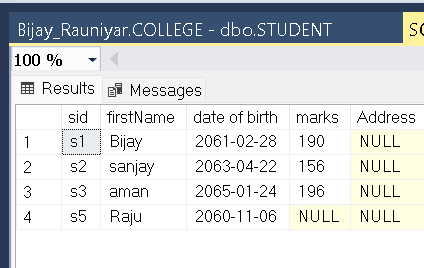 Bijay_Rauniyar.COLLEGE - dbo.STUDENT
100 %
Results Messages
sid firstName date of birth marks Address
1 s1 Bijay 2061-02-28 190 NULL
2 s2 sanjay 2063-04-22 156 NULL
3 s3 aman 2065-01-24 196 NULL
4 s5 Raju 2060-11-06 NULL NULL